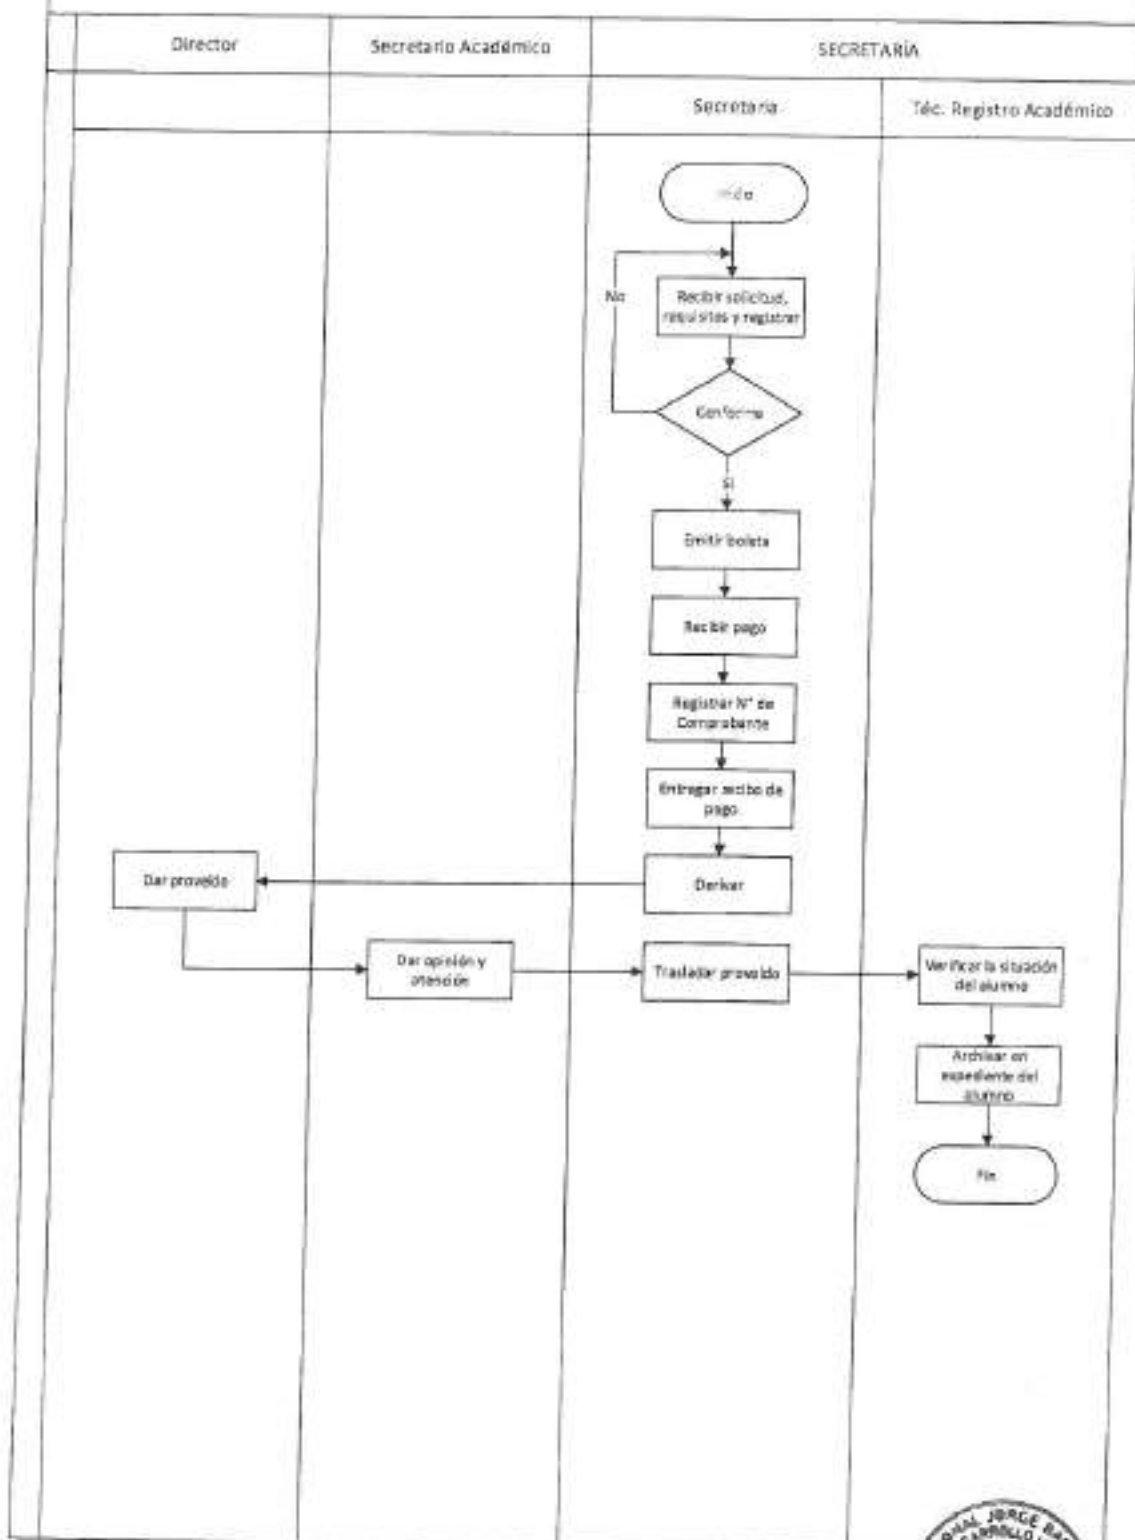 Director
Secretario Académico
SECRETARÍA
Secretaria
Téc. Registro Académico
Inicio
No
Recibir solicitud,
requisitos y registrar
Conforme
Si
Emitir boleta
Recibir pago
Registrar N° de
Comprobante
Entregar recibo de
pago
Dar proveído
Derivar
Dar opinión y
atención
Trasladar proveído
Verificar la situación
del alumno
Archivar en
expediente del
alumno
Fin
JORGE